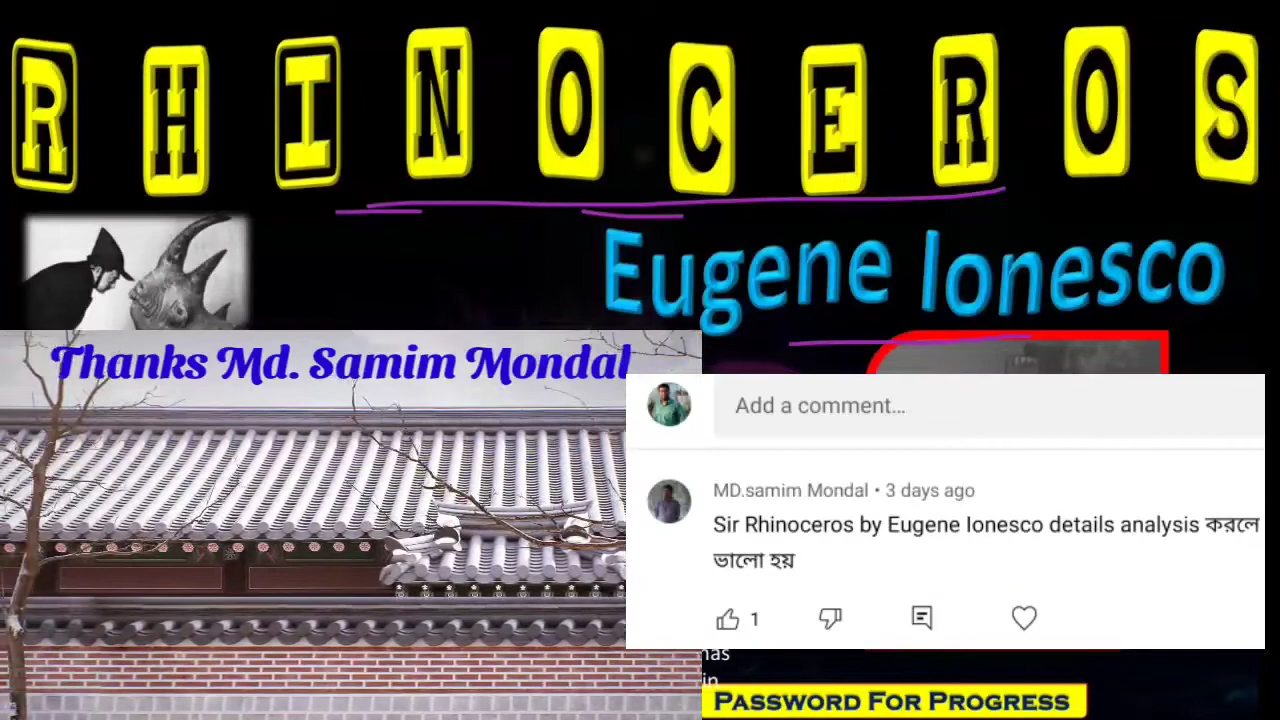 RHINOCEROS
Eugene Ionesco
Thanks Md. Samim Mondal
Add a comment...
MD.samim Mondal • 3 days ago
Sir Rhinoceros by Eugene Ionesco details analysis করলে
ভালো হয়
1
in
PASSWORD FOR PROGRESS